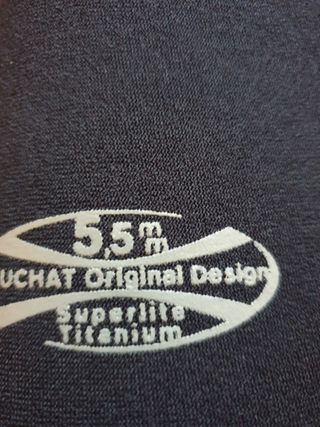 5,5mm
UCHAT Original Design
Superlite
Titanium